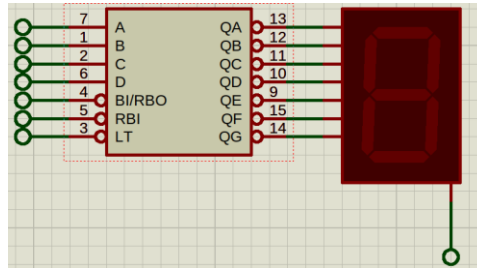 7 A QA 13
1 B QB 12
2 C QC 11
6 D QD 10
4 BI/RBO QE 9
5 RBI QF 15
3 LT QG 14